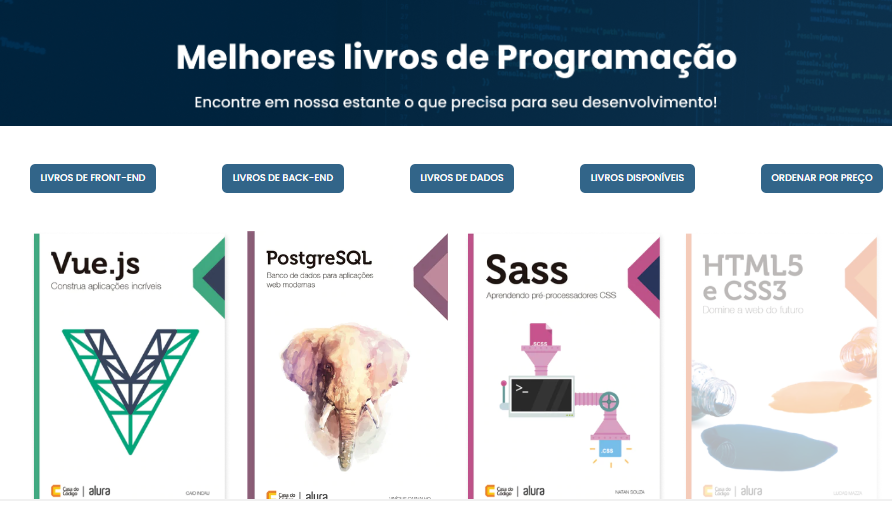 Melhores livros de Programação
Encontre em nossa estante o que precisa para seu desenvolvimento!
LIVROS DE FRONT-END
LIVROS DE BACK-END
LIVROS DE DADOS
LIVROS DISPONÍVEIS
ORDENAR POR PREÇO
Vue.js
Construa aplicações incríveis
Casa do
Código
alura
CAIO INCAU
PostgreSQL
Banco de dados para aplicações
web modernas
Casa do
alura
Sass
Aprendendo pré-processadores CSS
SCSS
>_
.CSS
Casa do
Código
alura
NATAN SOUZA
HTML5
e CSS3
Domine a web do futuro
Casa do
Código
alura
LUCAS MAZZA